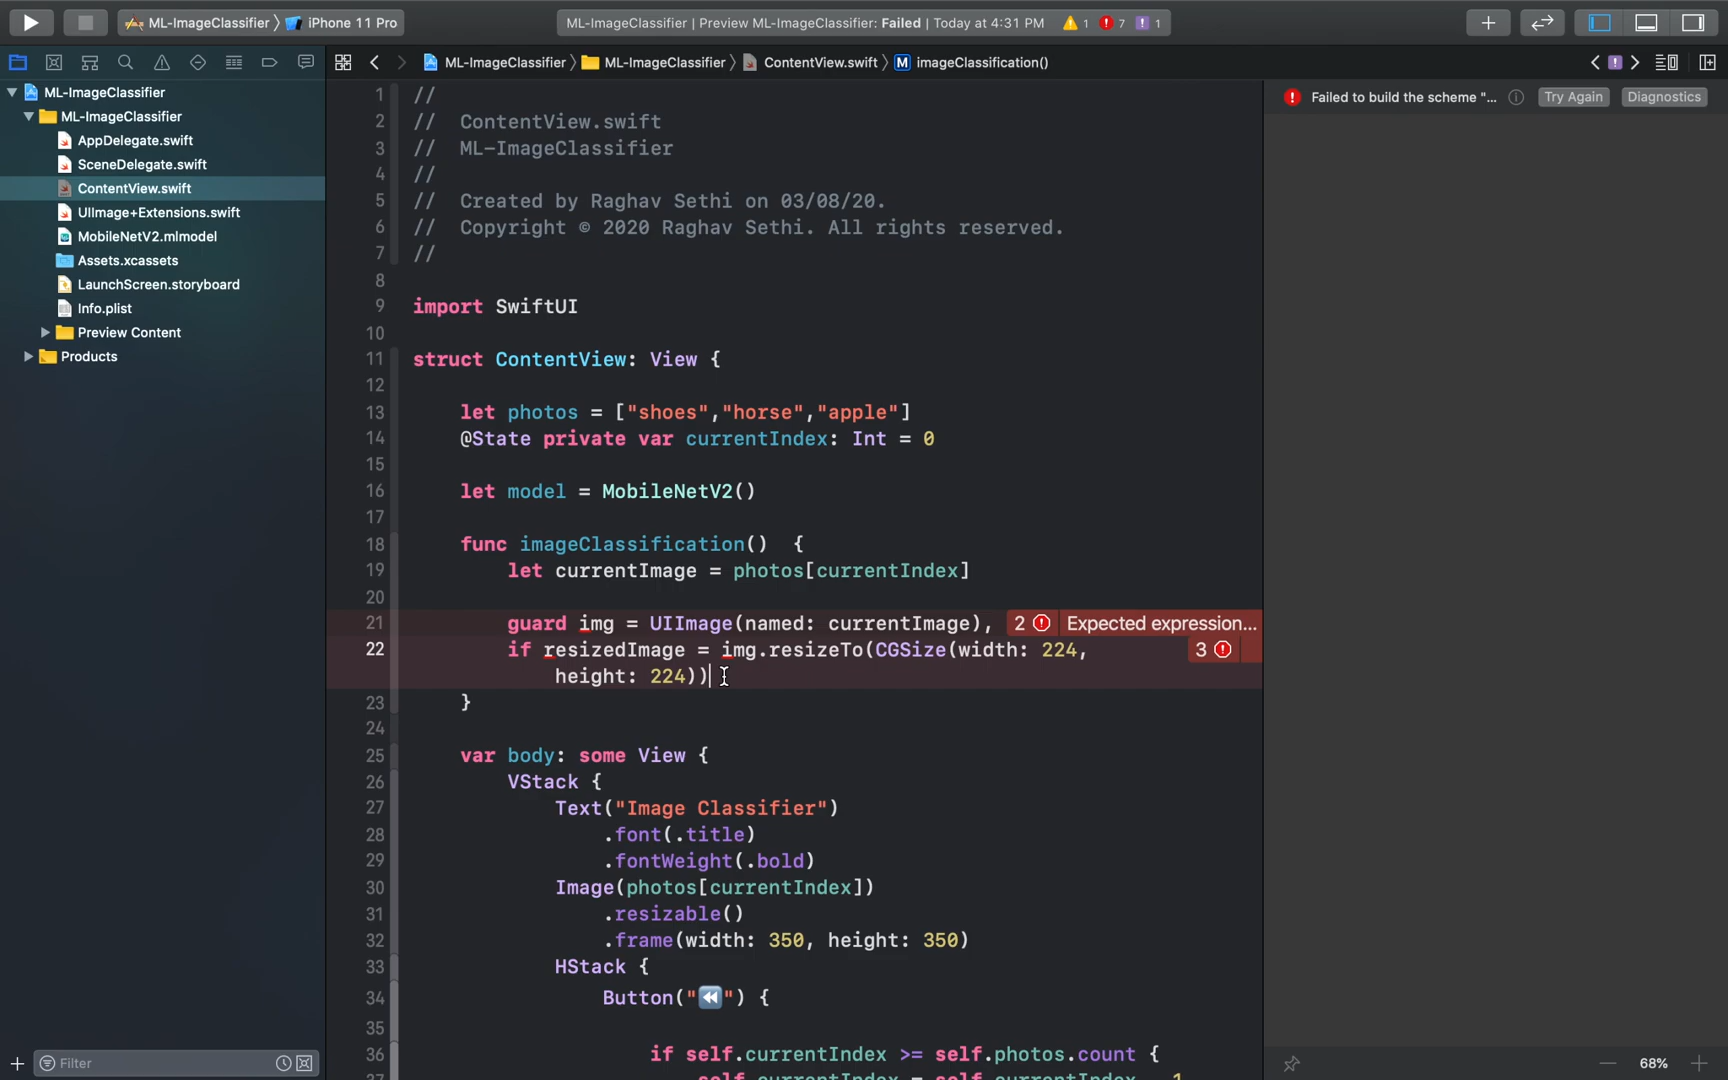 ML-ImageClassifier › iPhone 11 Pro
ML-ImageClassifier | Preview ML-ImageClassifier: Failed | Today at 4:31 PM 1 7 1
ML-ImageClassifier › ML-ImageClassifier › ContentView.swift › M imageClassification()
ML-ImageClassifier
ML-ImageClassifier
AppDelegate.swift
SceneDelegate.swift
ContentView.swift
UIImage+Extensions.swift
MobileNetV2.mlmodel
Assets.xcassets
LaunchScreen.storyboard
Info.plist
Preview Content
Products
Filter
1 //
2 // ContentView.swift
3 // ML-ImageClassifier
4 //
5 // Created by Raghav Sethi on 03/08/20.
6 // Copyright © 2020 Raghav Sethi. All rights reserved.
7 //
8
9 import SwiftUI
10
11 struct ContentView: View {
12
13 let photos = ["shoes","horse","apple"]
14 @State private var currentIndex: Int = 0
15
16 let model = MobileNetV2()
17
18 func imageClassification()  {
19 let currentImage = photos[currentIndex]
20
21 guard img = UIImage(named: currentImage), 2 Expected expression...
22 if resizedImage = img.resizeTo(CGSize(width: 224, 3
height: 224))
23 }
24
25 var body: some View {
26 VStack {
27 Text("Image Classifier")
28 .font(.title)
29 .fontWeight(.bold)
30 Image(photos[currentIndex])
31 .resizable()
32 .frame(width: 350, height: 350)
33 HStack {
34 Button("⏪") {
35
36 if self.currentIndex >= self.photos.count {
Failed to build the scheme "... Try Again Diagnostics
68%